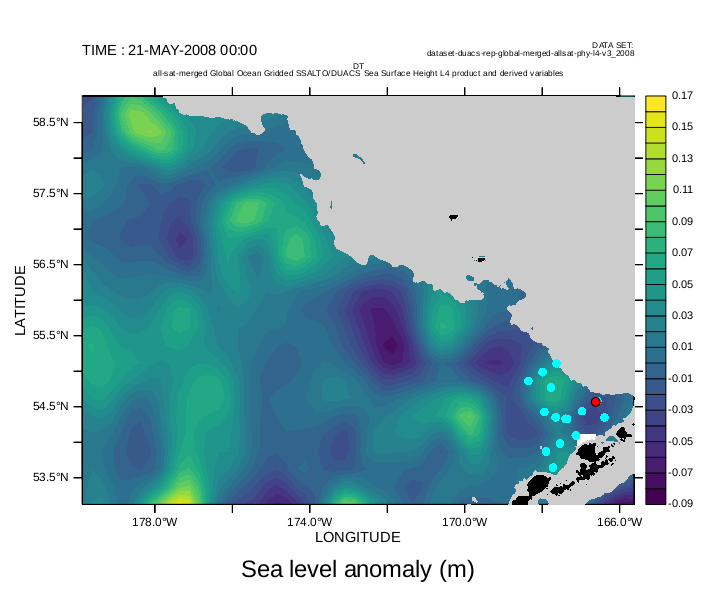 TIME : 21-MAY-2008 00:00
DATA SET:
dataset-duacs-rep-global-merged-allsat-phy-l4-v3_2008
DT
all-sat-merged Global Ocean Gridded SSALTO/DUACS Sea Surface Height L4 product and derived variables
58.5°N
57.5°N
56.5°N
55.5°N
54.5°N
53.5°N
LATITUDE
178.0°W
174.0°W
170.0°W
166.0°W
LONGITUDE
0.17
0.15
0.13
0.11
0.09
0.07
0.05
0.03
0.01
-0.01
-0.03
-0.05
-0.07
-0.09
Sea level anomaly (m)